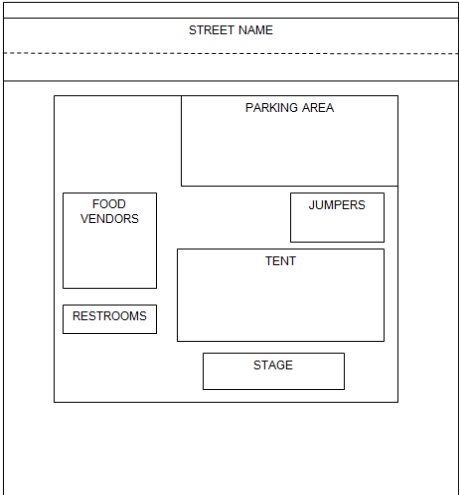 STREET NAME
PARKING AREA
FOOD
VENDORS
JUMPERS
TENT
RESTROOMS
STAGE